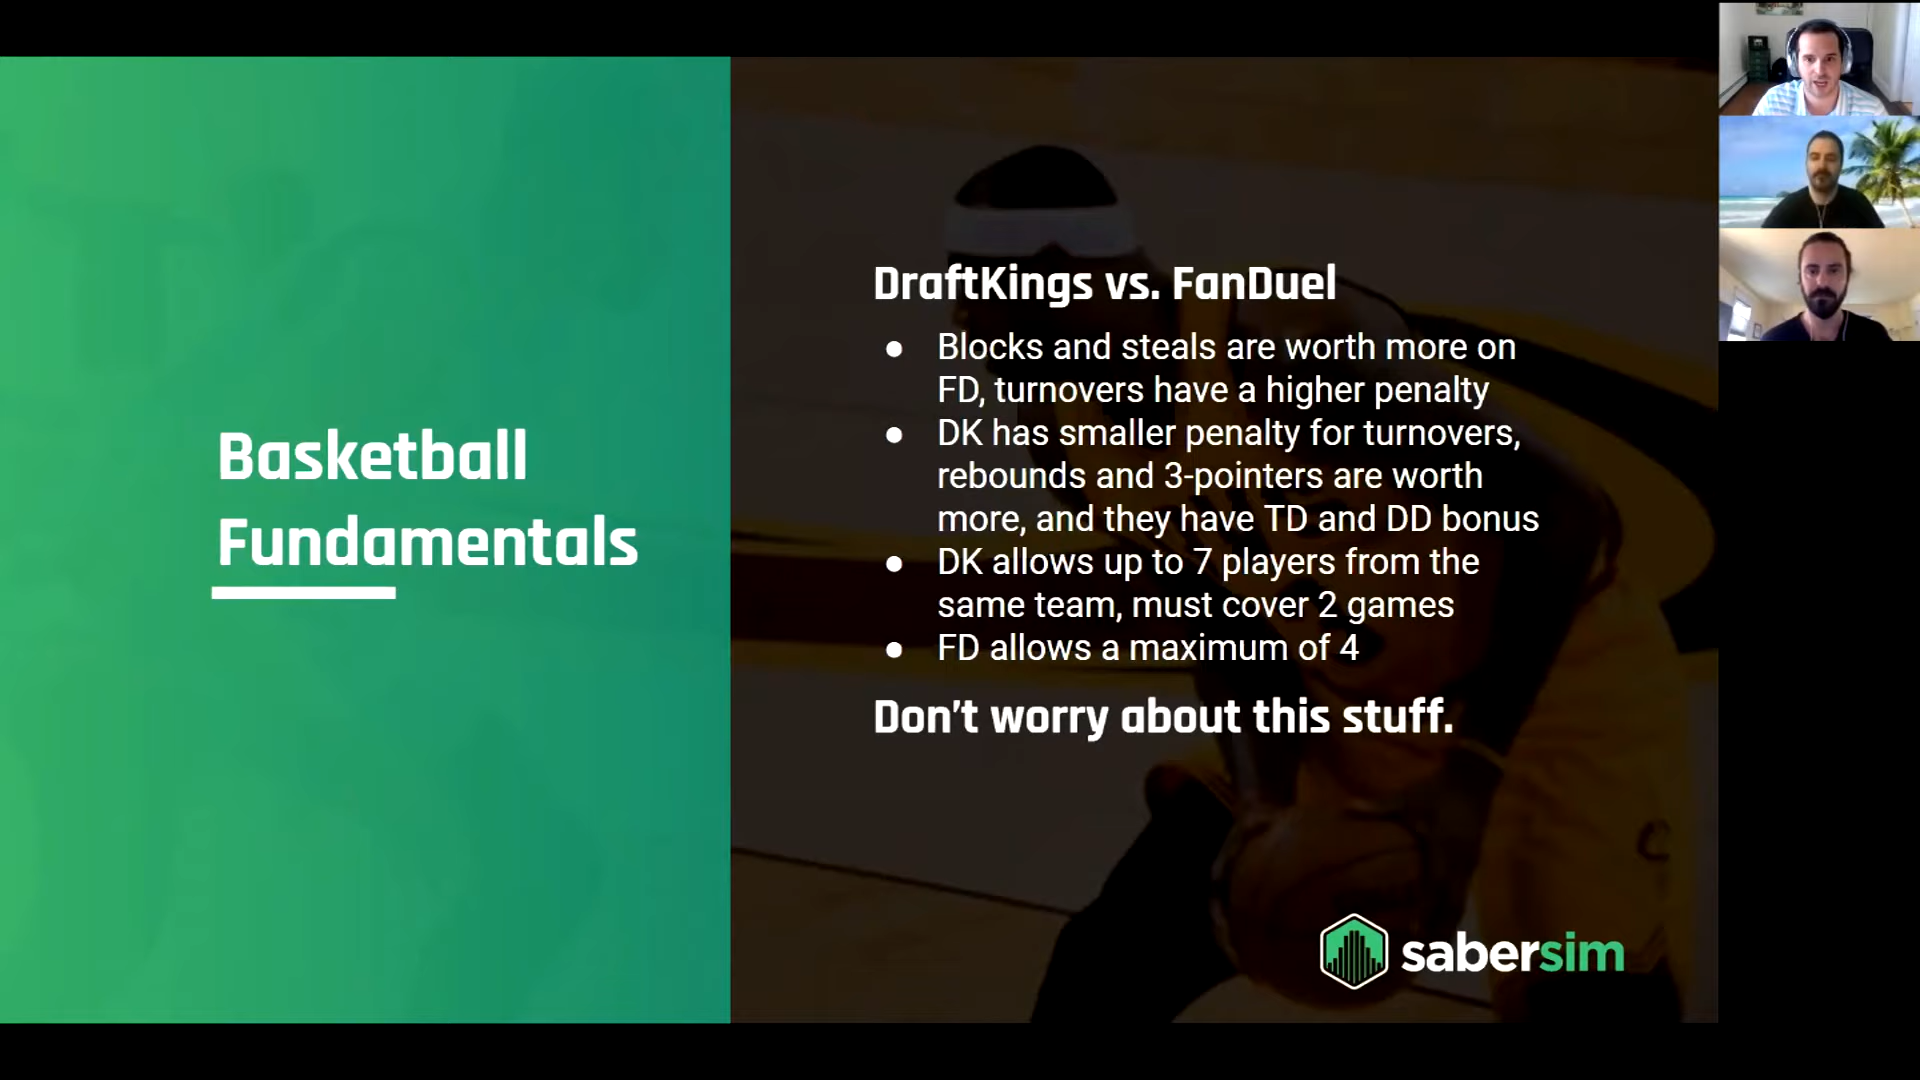 Basketball
Fundamentals
DraftKings vs. FanDuel
● Blocks and steals are worth more on
FD, turnovers have a higher penalty
● DK has smaller penalty for turnovers,
rebounds and 3-pointers are worth
more, and they have TD and DD bonus
● DK allows up to 7 players from the
same team, must cover 2 games
● FD allows a maximum of 4
Don't worry about this stuff.
sabersim